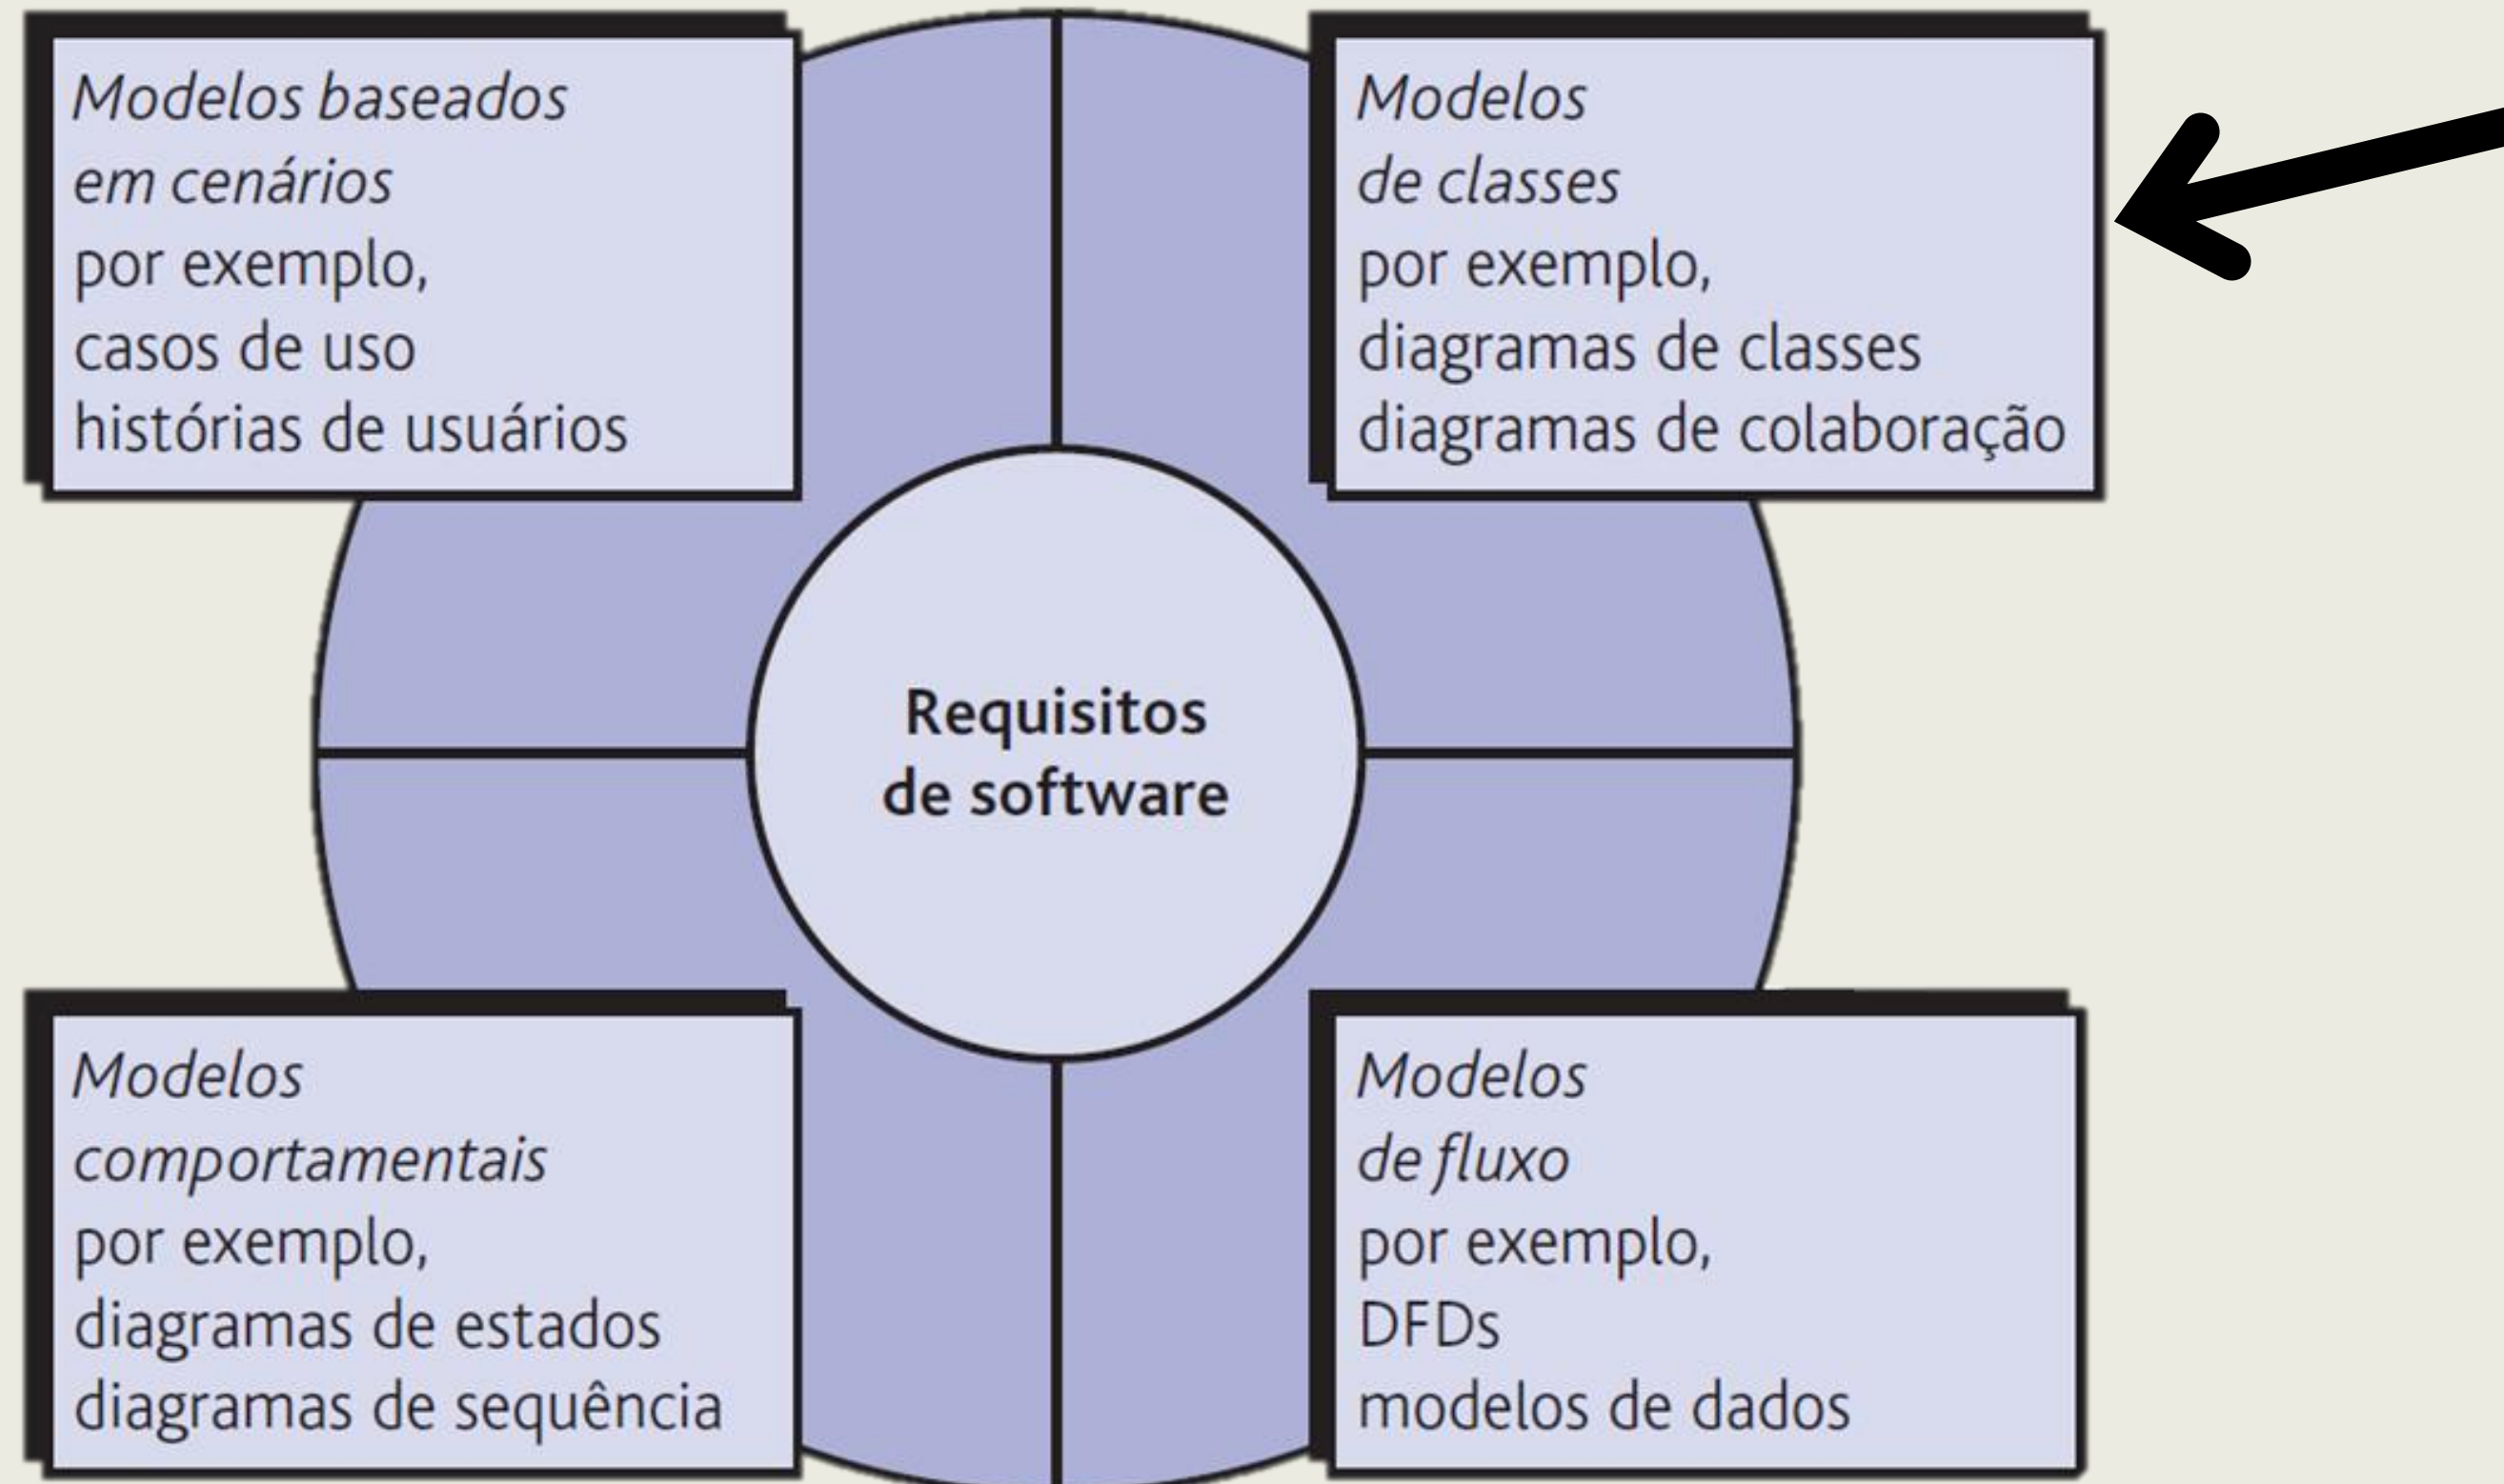 Modelos baseados
em cenários
por exemplo,
casos de uso
histórias de usuários
Modelos
de classes
por exemplo,
diagramas de classes
diagramas de colaboração
Requisitos
de software
Modelos
comportamentais
por exemplo,
diagramas de estados
diagramas de sequência
Modelos
de fluxo
por exemplo,
DFDs
modelos de dados